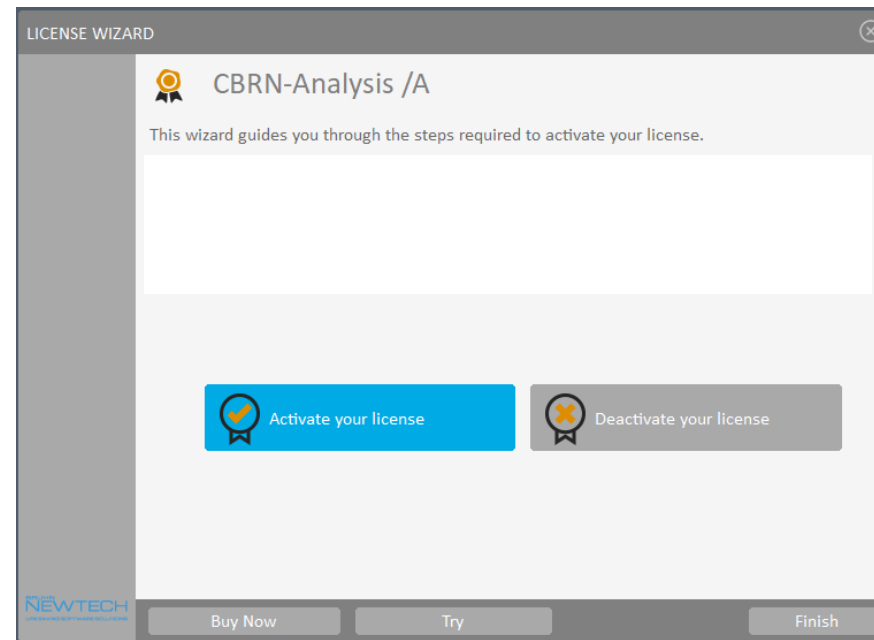 LICENSE WIZARD
CBRN-Analysis /A
This wizard guides you through the steps required to activate your license.
Activate your license
Deactivate your license
NEWTECH
Buy Now
Try
Finish